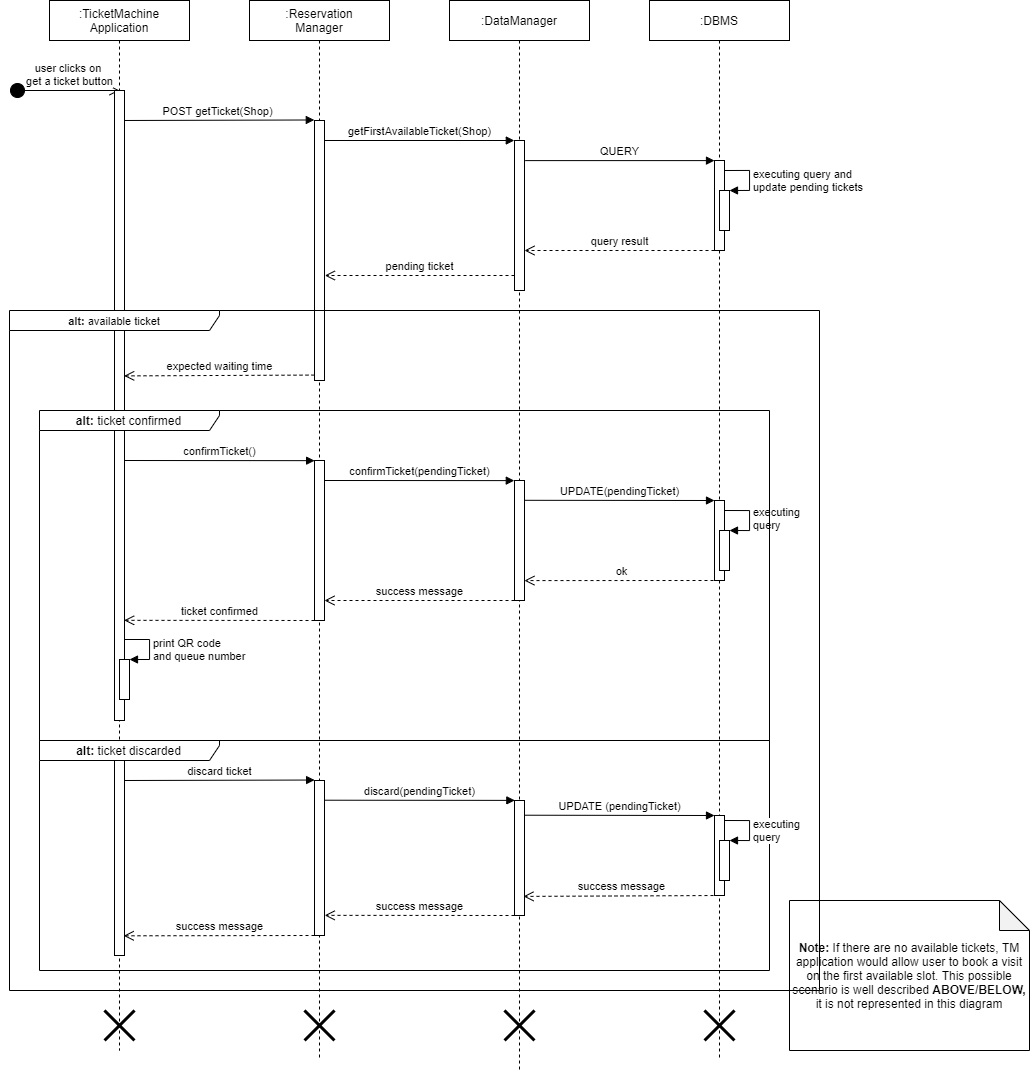 :TicketMachine
Application
:Reservation
Manager
:DataManager
:DBMS
user clicks on
get a ticket button
POST getTicket(Shop)
getFirstAvailableTicket(Shop)
QUERY
executing query and
update pending tickets
query result
pending ticket
alt: available ticket
expected waiting time
alt: ticket confirmed
confirmTicket()
confirmTicket(pendingTicket)
UPDATE(pendingTicket)
executing
query
ok
success message
ticket confirmed
print QR code
and queue number
alt: ticket discarded
discard ticket
discard(pendingTicket)
UPDATE (pendingTicket)
executing
query
success message
success message
success message
Note: If there are no available tickets, TM
application would allow user to book a visit
on the first available slot. This possible
scenario is well described ABOVE/BELOW,
it is not represented in this diagram